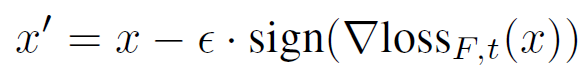 x′ = x − ϵ · sign(∇loss_{F,t}(x))